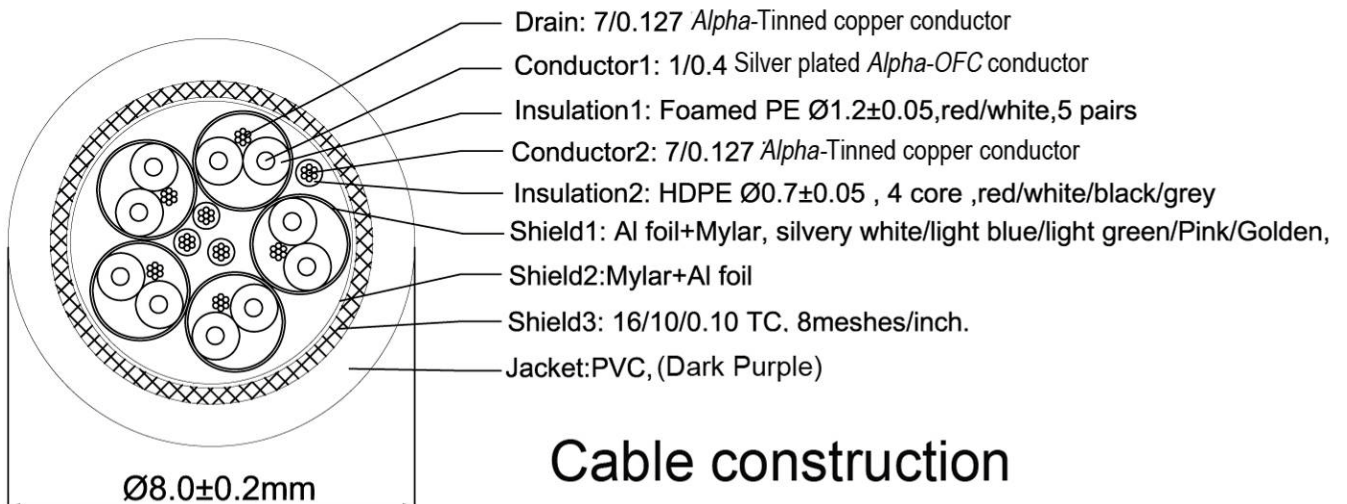 Drain: 7/0.127 Alpha-Tinned copper conductor
Conductor1: 1/0.4 Silver plated Alpha-OFC conductor
Insulation1: Foamed PE Ø1.2±0.05,red/white,5 pairs
Conductor2: 7/0.127 Alpha-Tinned copper conductor
Insulation2: HDPE Ø0.7±0.05 , 4 core ,red/white/black/grey
Shield1: Al foil+Mylar, silvery white/light blue/light green/Pink/Golden,
Shield2:Mylar+Al foil
Shield3: 16/10/0.10 TC. 8meshes/inch.
Jacket:PVC, (Dark Purple)
Cable construction
Ø8.0±0.2mm